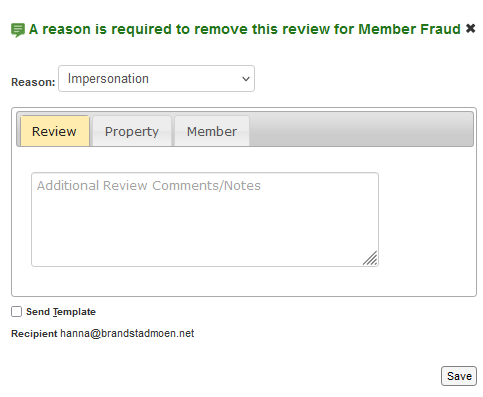 A reason is required to remove this review for Member Fraud ✖
Reason: Impersonation
Review Property Member
Additional Review Comments/Notes
Send Template
Recipient hanna@brandstadmoen.net
Save